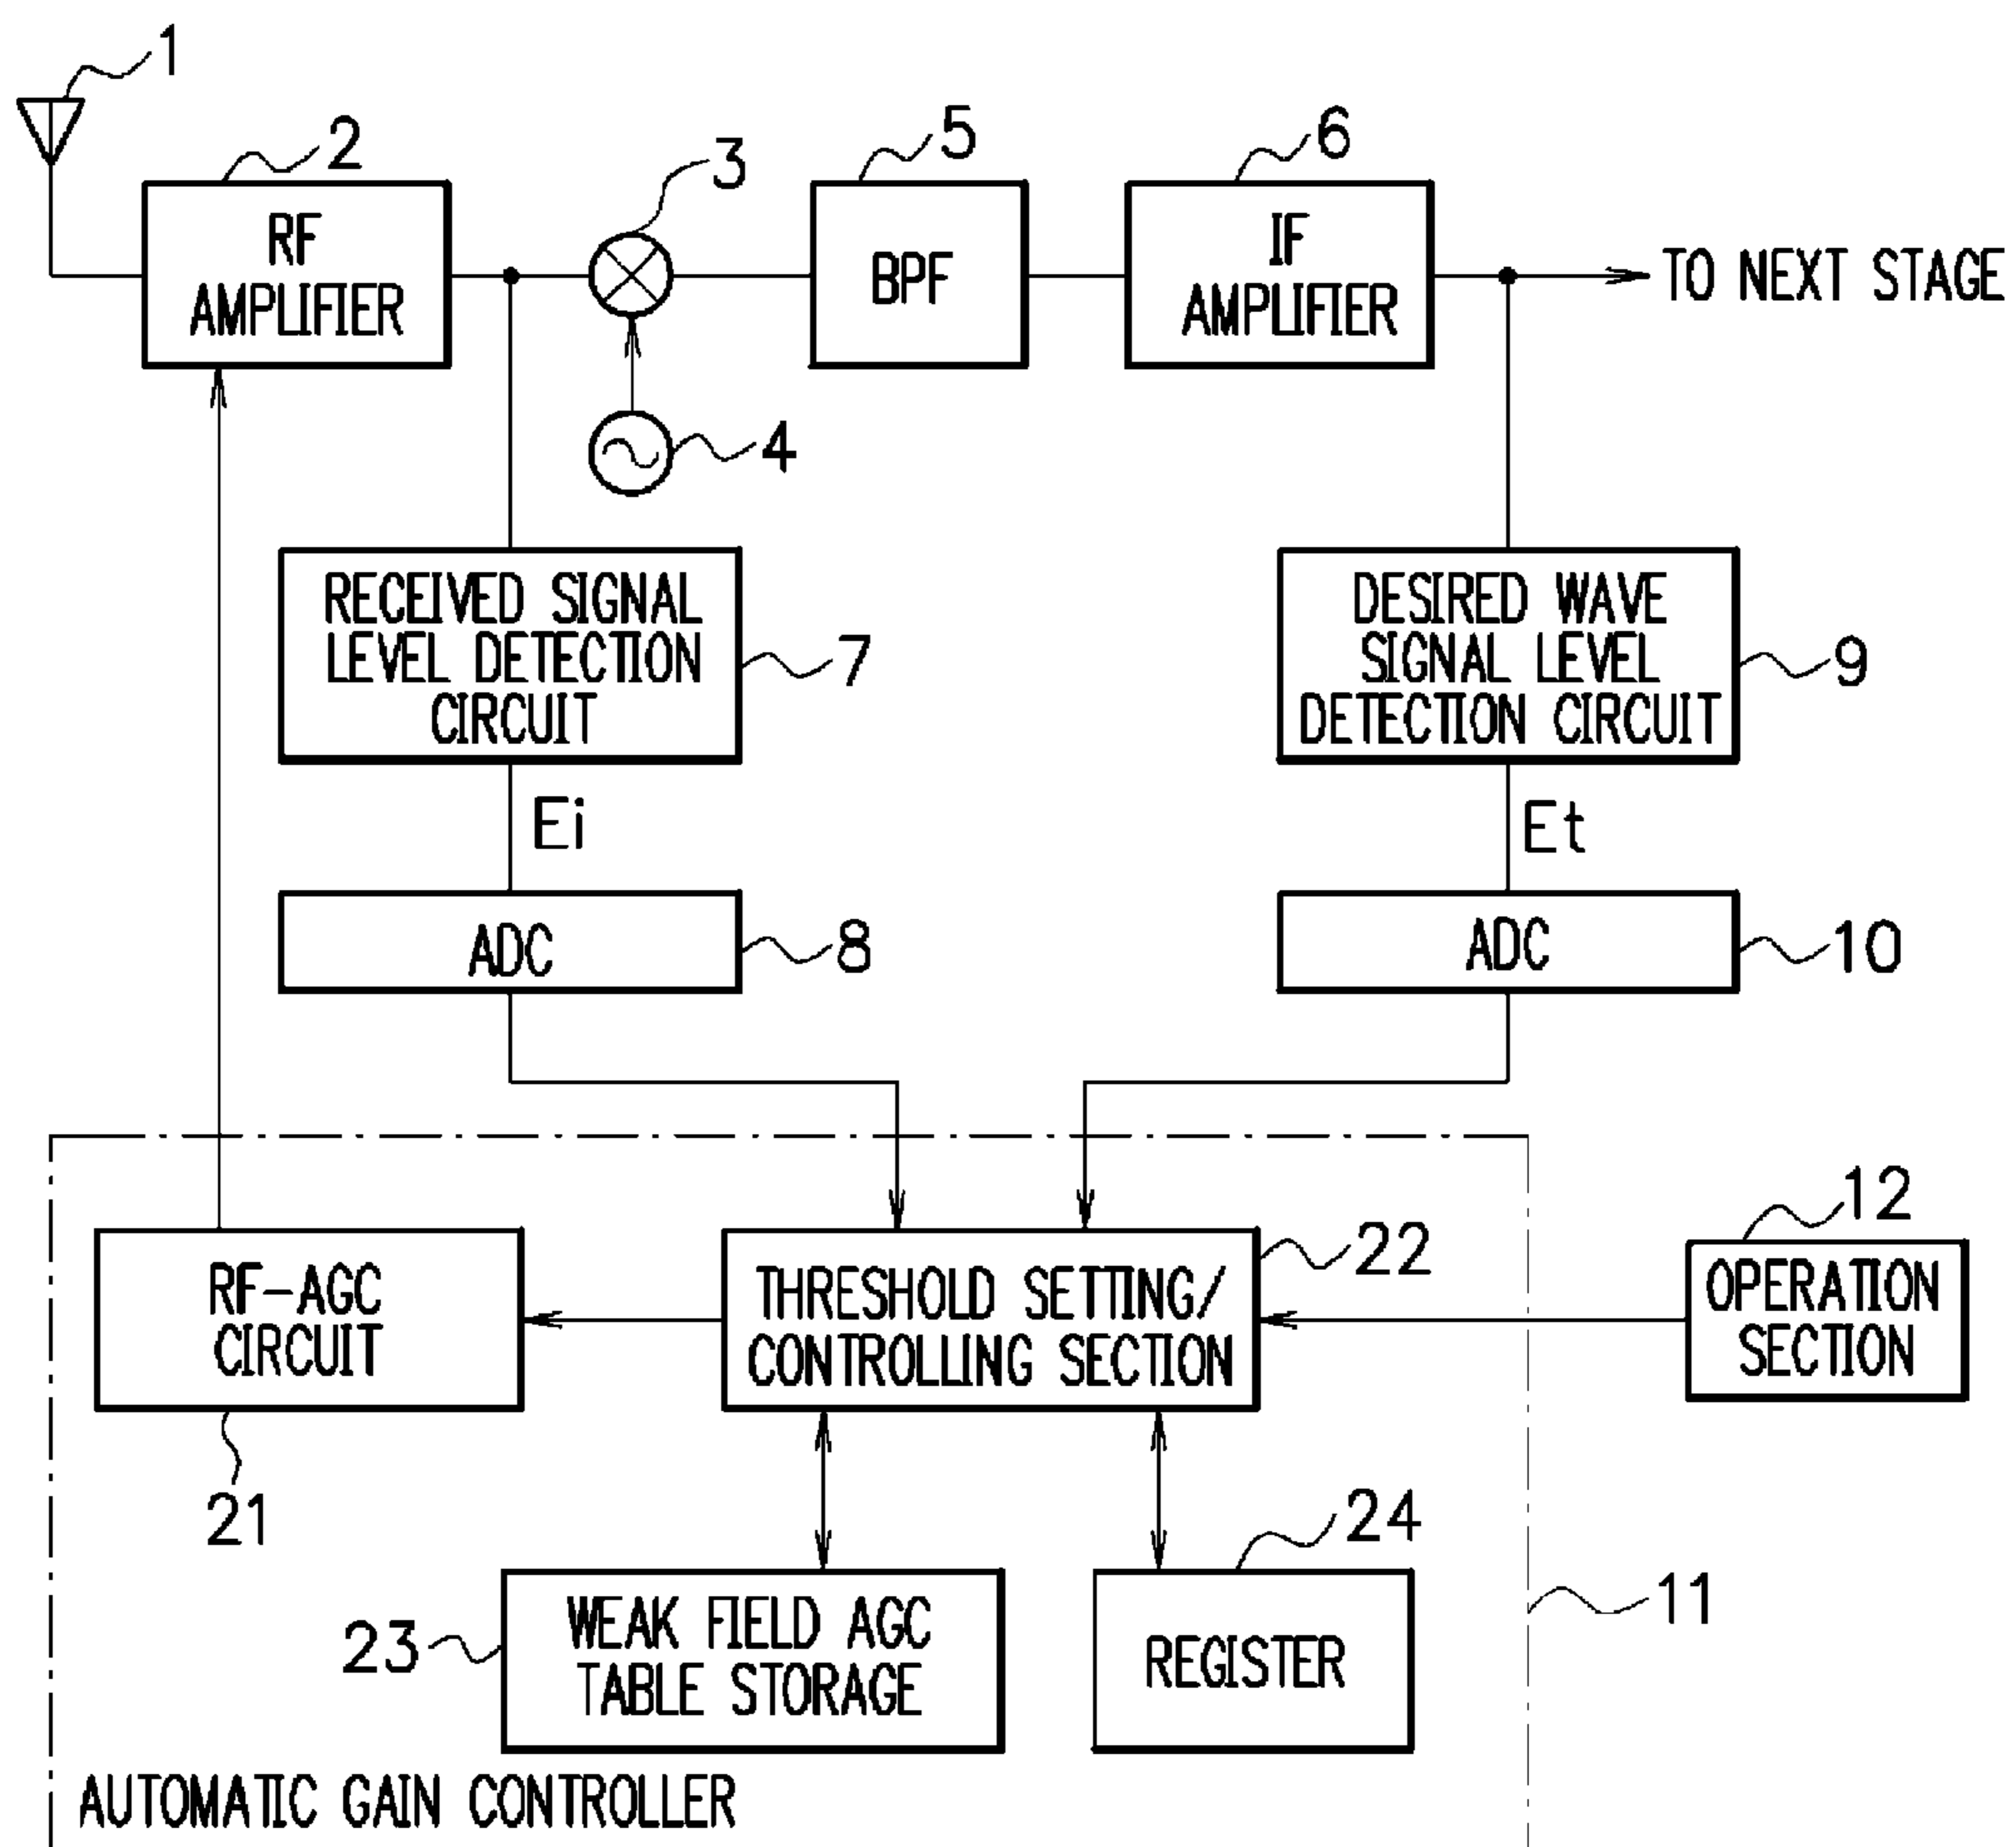 1
2
3
5
6
RF
AMPLIFIER
BPF
IF
AMPLIFIER
TO NEXT STAGE
4
RECEIVED SIGNAL
LEVEL DETECTION
CIRCUIT
7
DESIRED WAVE
SIGNAL LEVEL
DETECTION CIRCUIT
9
Ei
Et
ADC
8
ADC
10
12
22
RF-AGC
CIRCUIT
THRESHOLD SETTING/
CONTROLLING SECTION
OPERATION
SECTION
21
24
23
WEAK FIELD AGC
TABLE STORAGE
REGISTER
11
AUTOMATIC GAIN CONTROLLER